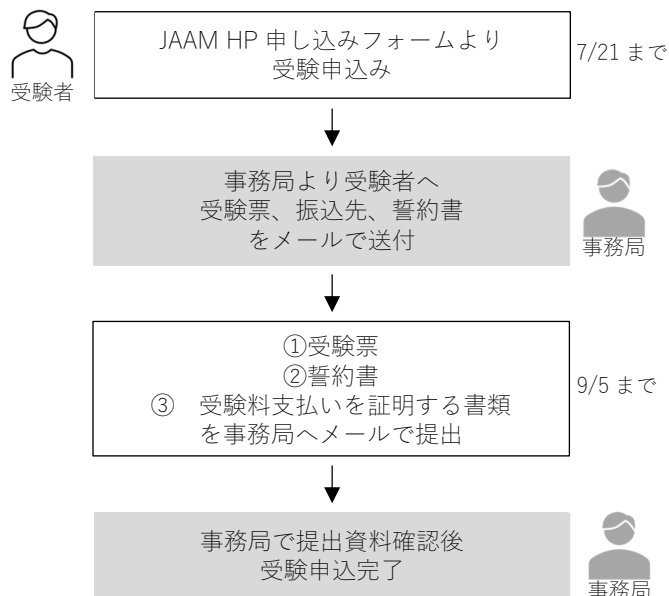 JAAM HP 申し込みフォームより
受験申込み
7/21 まで
受験者
事務局より受験者へ
受験票、振込先、誓約書
をメールで送付
事務局
①受験票
②誓約書
③ 受験料支払いを証明する書類
を事務局へメールで提出
9/5 まで
事務局で提出資料確認後
受験申込完了
事務局